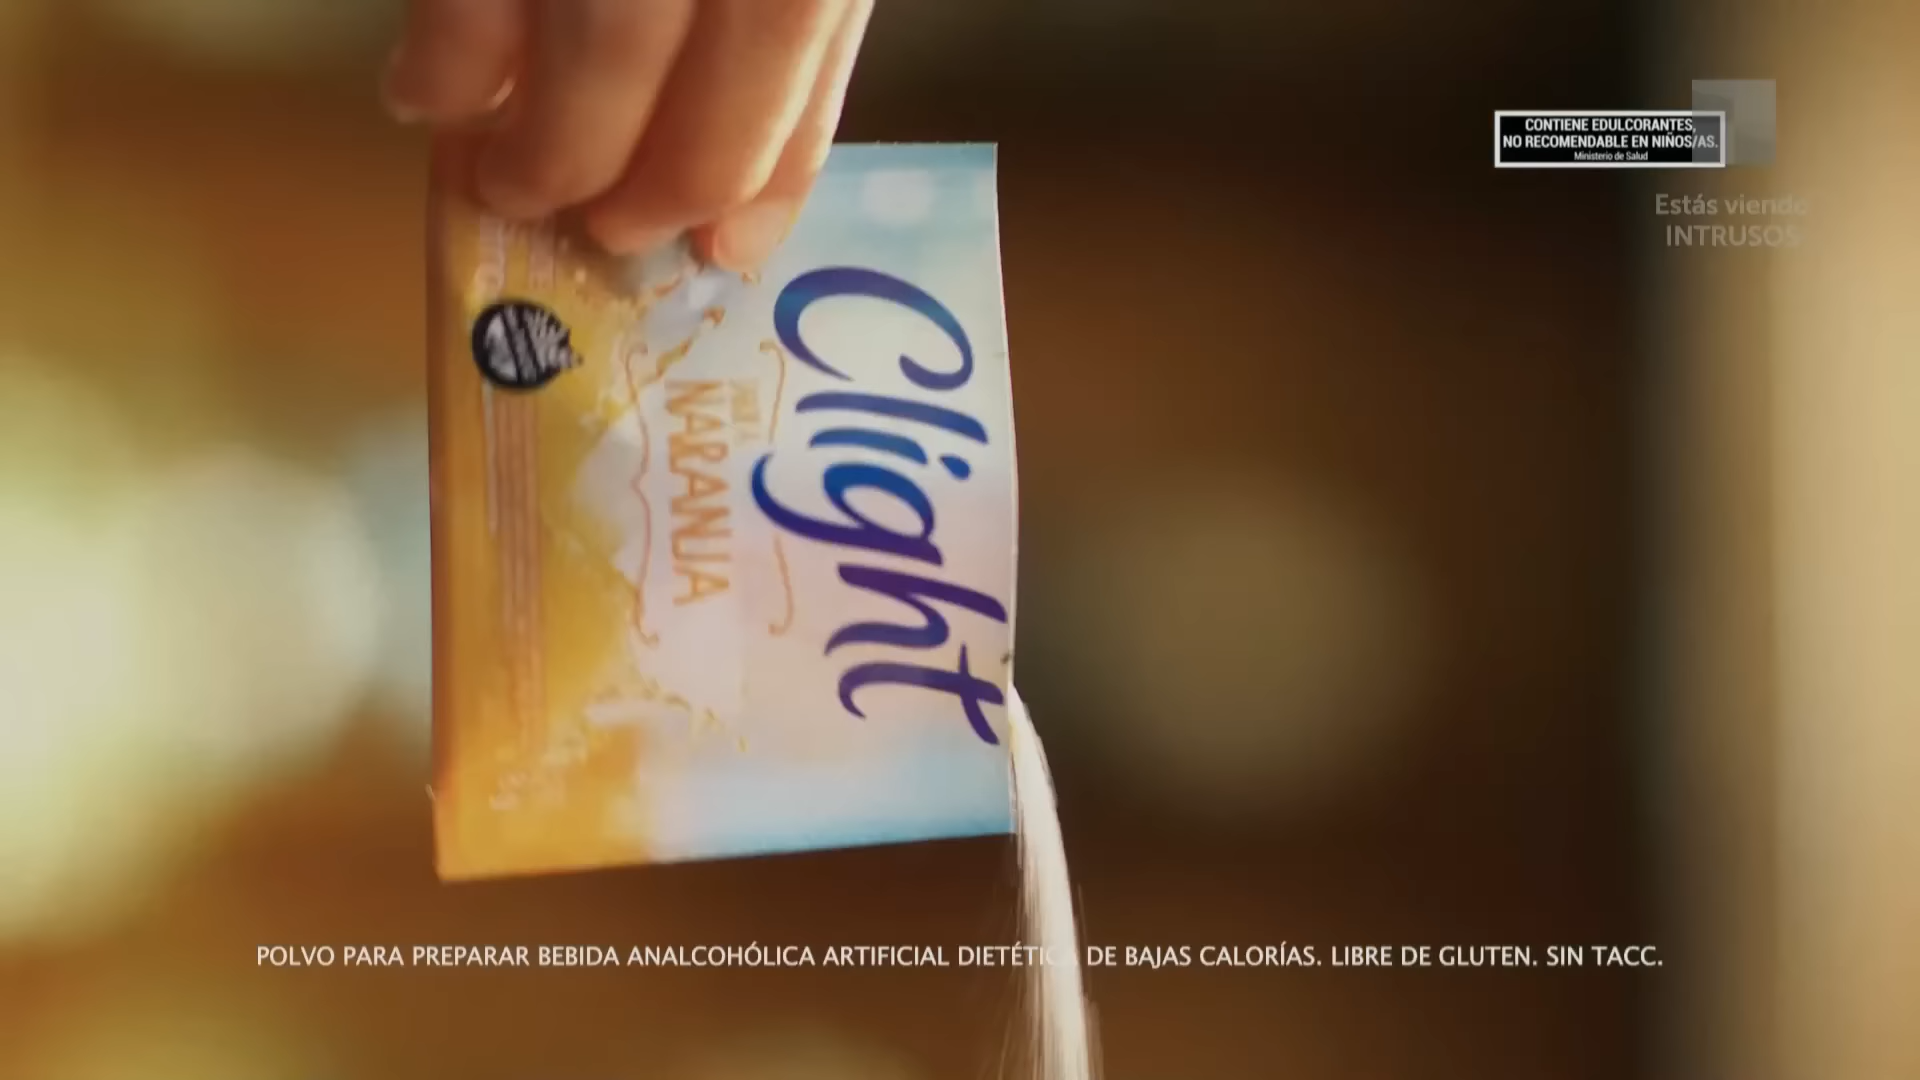 CONTIENE EDULCORANTES,
NO RECOMENDABLE EN NIÑOS/AS.
Ministerio de Salud
Estás viendo
INTRUSOS
Clight
NARANJA
POLVO PARA PREPARAR BEBIDA ANALCOHÓLICA ARTIFICIAL DIETÉTICA DE BAJAS CALORÍAS. LIBRE DE GLUTEN. SIN TACC.